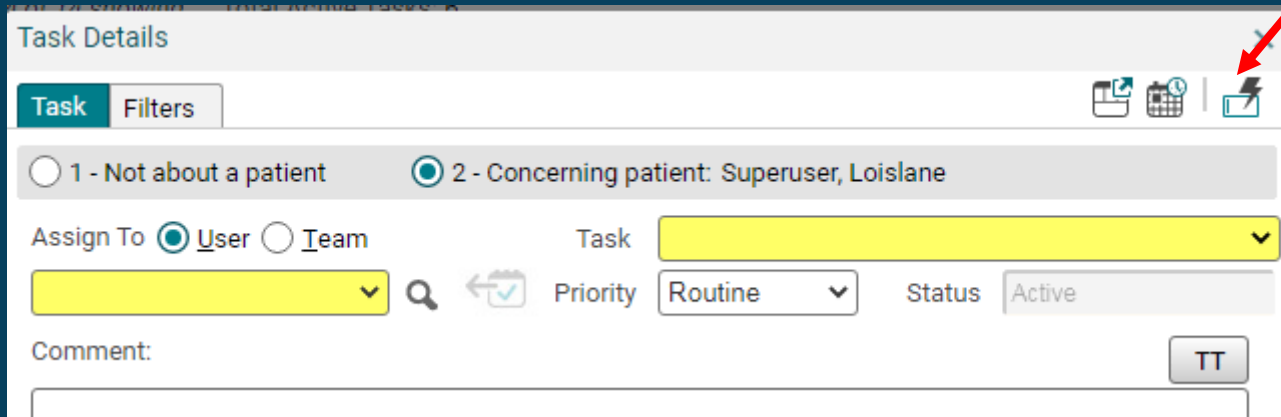 Task Details
Task Filters
1 - Not about a patient 2 - Concerning patient: Superuser, Loislane
Assign To User Team Task
Priority Routine Status Active
Comment:
TT